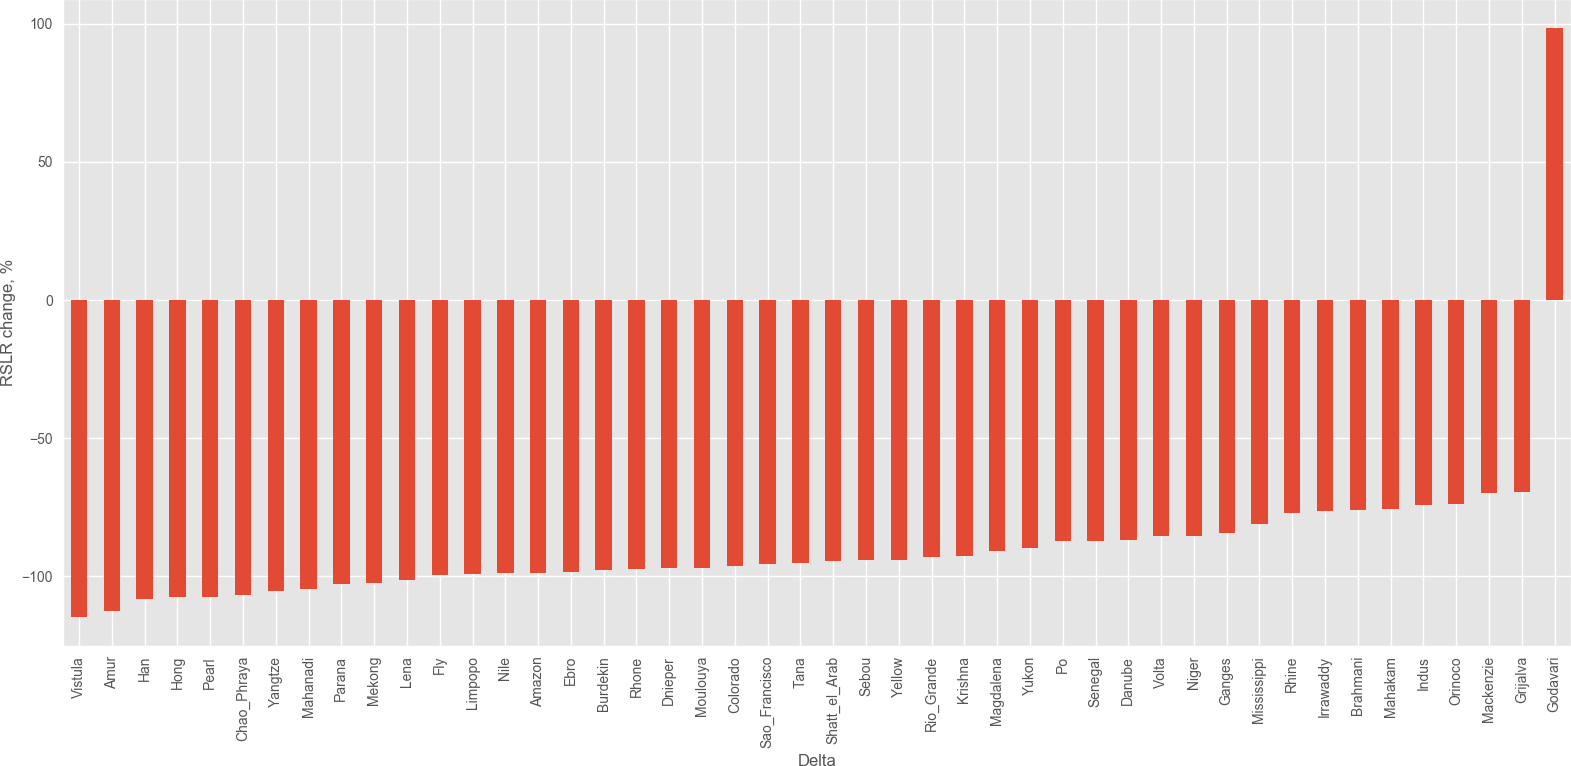 RSLR change, %
100
50
0
−50
−100
Vistula
Amur
Han
Hong
Pearl
Chao_Phraya
Yangtze
Mahanadi
Parana
Mekong
Lena
Fly
Limpopo
Nile
Amazon
Ebro
Burdekin
Rhone
Dnieper
Moulouya
Colorado
Sao_Francisco
Tana
Shatt_el_Arab
Sebou
Yellow
Rio_Grande
Krishna
Magdalena
Yukon
Po
Senegal
Danube
Volta
Niger
Ganges
Mississippi
Rhine
Irrawaddy
Brahmani
Mahakam
Indus
Orinoco
Mackenzie
Grijalva
Godavari
Delta